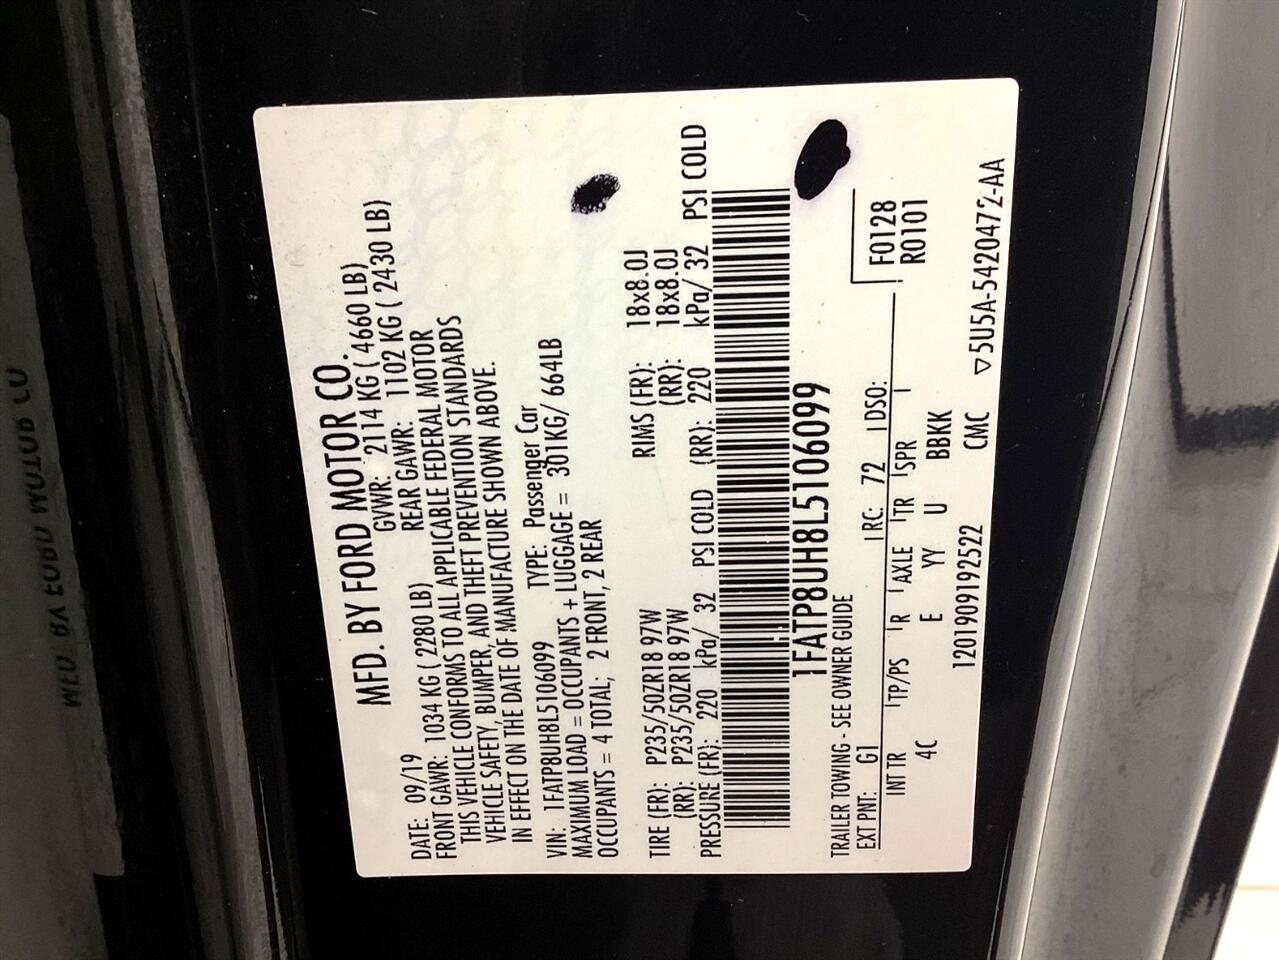 MFD. BY FORD MOTOR CO.
DATE: 09/19 GVWR: 2114 KG ( 4660 LB)
FRONT GAWR: 1034 KG ( 2280 LB) REAR GAWR: 1102 KG ( 2430 LB)
THIS VEHICLE CONFORMS TO ALL APPLICABLE FEDERAL MOTOR
VEHICLE SAFETY, BUMPER, AND THEFT PREVENTION STANDARDS
IN EFFECT ON THE DATE OF MANUFACTURE SHOWN ABOVE.
VIN: 1FATP8UH8L5106099 TYPE: Passenger Car
MAXIMUM LOAD = OCCUPANTS + LUGGAGE = 301KG/ 664LB
OCCUPANTS = 4 TOTAL; 2 FRONT, 2 REAR
TIRE (FR): P235/50ZR18 97W RIMS (FR): 18x8.0J
(RR): P235/50ZR18 97W (RR): 18x8.0J
PRESSURE (FR): 220 kPa/ 32 PSI COLD (RR): 220 kPa/ 32 PSI COLD
1FATP8UH8L5106099
TRAILER TOWING - SEE OWNER GUIDE
EXT PNT: G1 RC: 72 DSO: F0128
INT TR TP/PS R AXLE TR SPR R0101
4C E YY U BBKK
1201909192522 CMC ▽5U5A-5420472-AA
MFD. BY FORD MOTOR CO